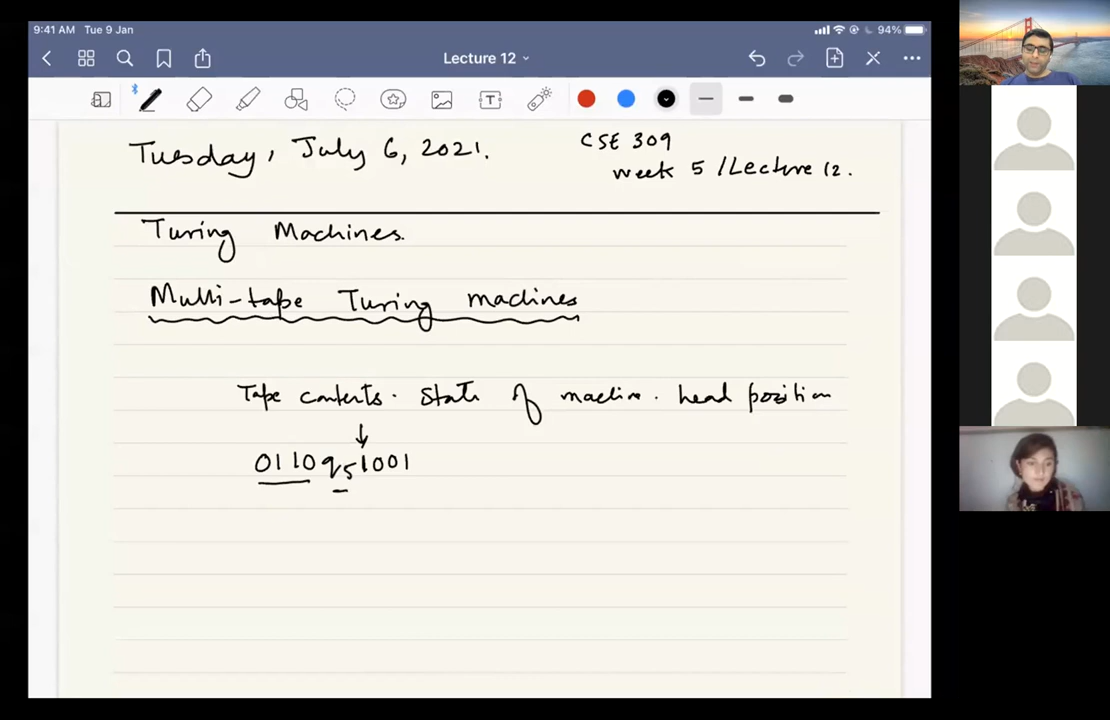 9:41 AM Tue 9 Jan
94%
Lecture 12
T
Tuesday, July 6, 2021.
CSE 309
week 5 / Lecture 12.
Turing Machines.
Multi-tape Turing machines
Tape contents. State of machine. head position
0110q51001